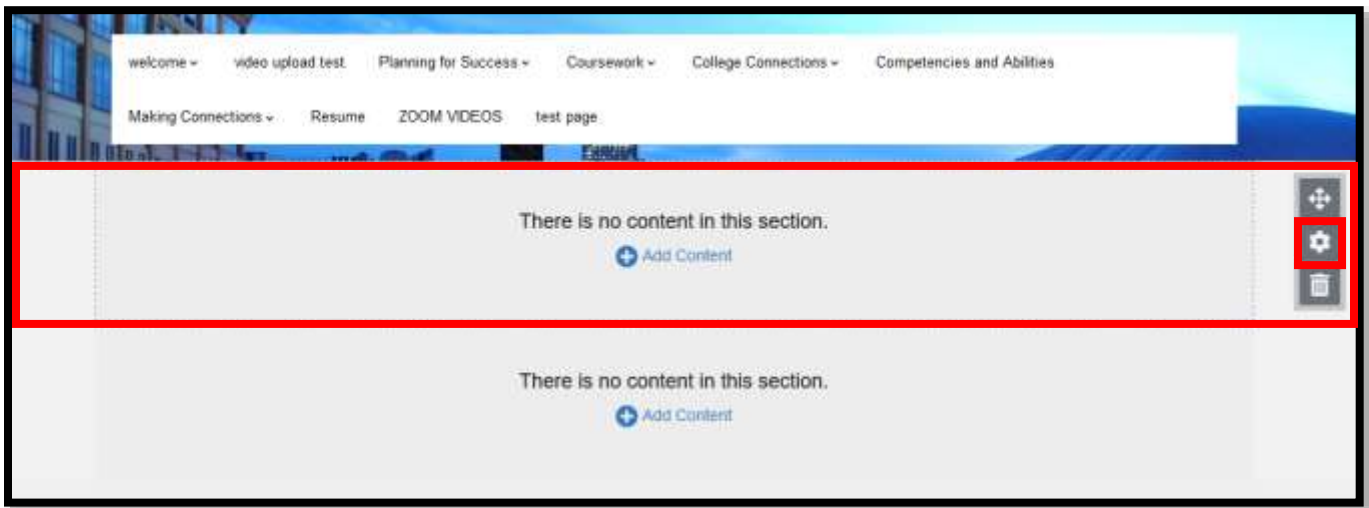 welcome video upload test Planning for Success Coursework College Connections Competencies and Abilities
Making Connections Resume ZOOM VIDEOS test page
There is no content in this section.
Add Content
There is no content in this section.
Add Content